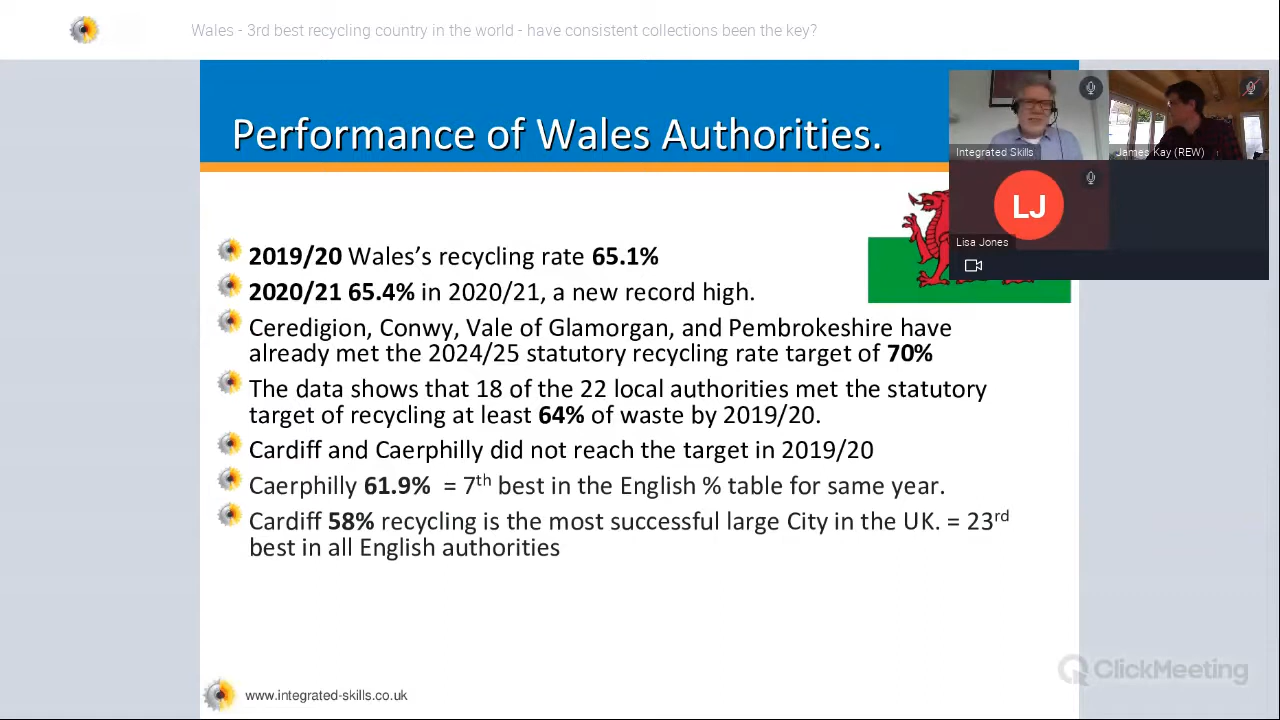 Wales - 3rd best recycling country in the world - have consistent collections been the key?
Performance of Wales Authorities.
Integrated Skills
James Kay (REW)
LJ
Lisa Jones
2019/20 Wales's recycling rate 65.1%
2020/21 65.4% in 2020/21, a new record high.
Ceredigion, Conwy, Vale of Glamorgan, and Pembrokeshire have
already met the 2024/25 statutory recycling rate target of 70%
The data shows that 18 of the 22 local authorities met the statutory
target of recycling at least 64% of waste by 2019/20.
Cardiff and Caerphilly did not reach the target in 2019/20
Caerphilly 61.9% = 7th best in the English % table for same year.
Cardiff 58% recycling is the most successful large City in the UK. = 23rd
best in all English authorities
ClickMeeting
www.integrated-skills.co.uk